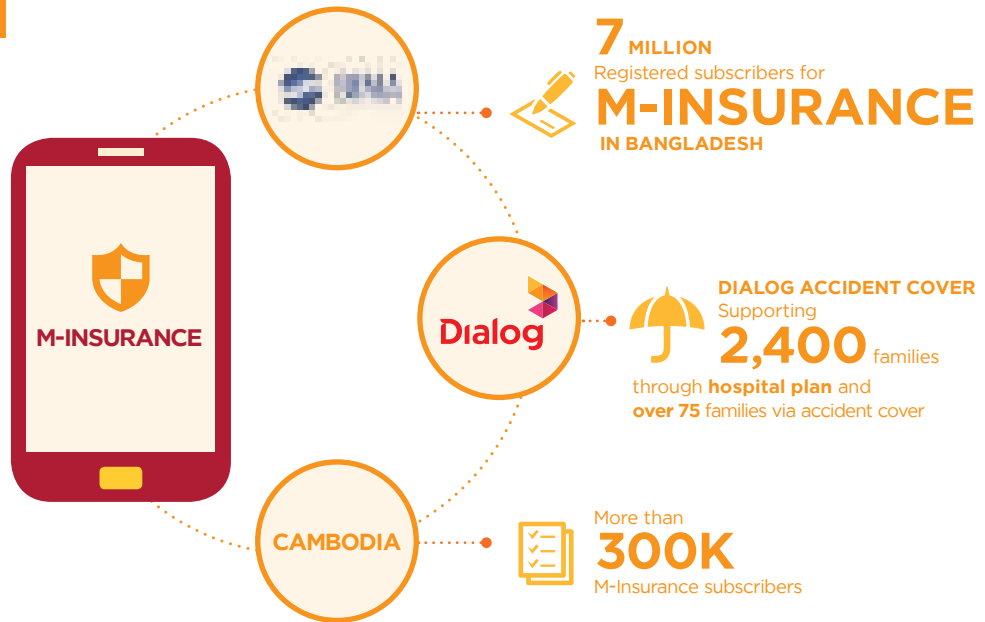 7 MILLION
Registered subscribers for
M-INSURANCE
IN BANGLADESH
M-INSURANCE
Dialog
DIALOG ACCIDENT COVER
Supporting
2,400 families
through hospital plan and
over 75 families via accident cover
CAMBODIA
More than
300K
M-Insurance subscribers